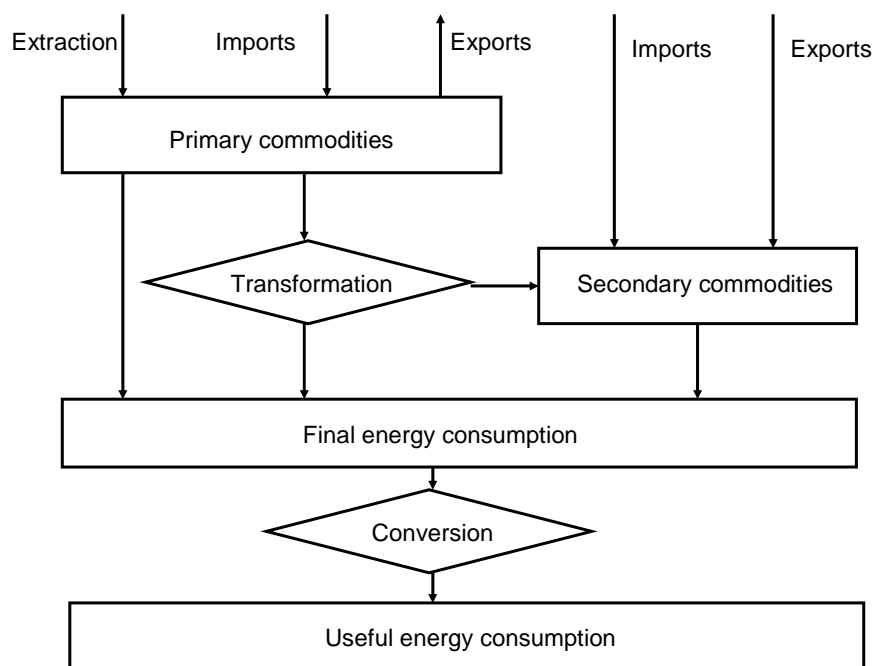 Extraction
Imports
Exports
Imports
Exports
Primary commodities
Transformation
Secondary commodities
Final energy consumption
Conversion
Useful energy consumption